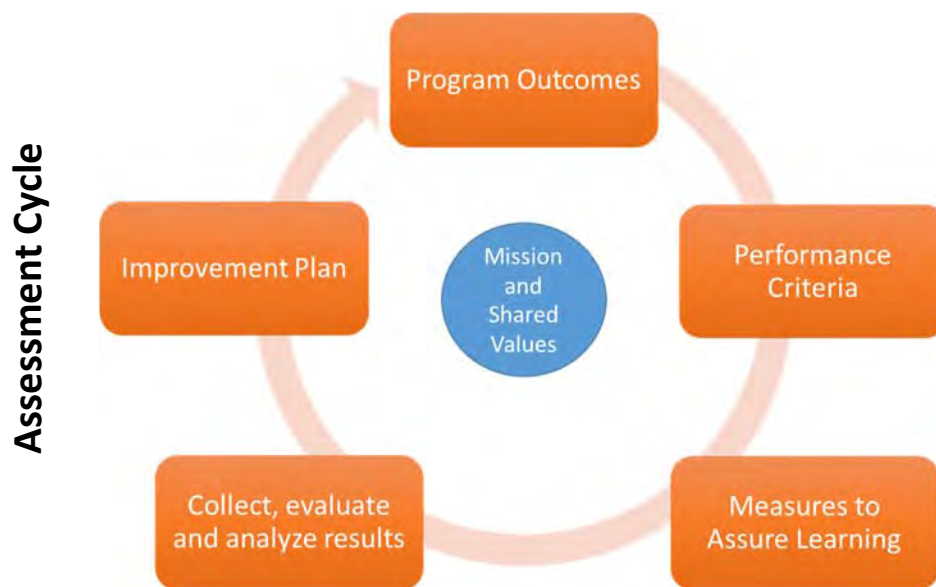 Assessment Cycle
Program Outcomes
Performance
Criteria
Measures to
Assure Learning
Collect, evaluate
and analyze results
Improvement Plan
Mission
and
Shared
Values